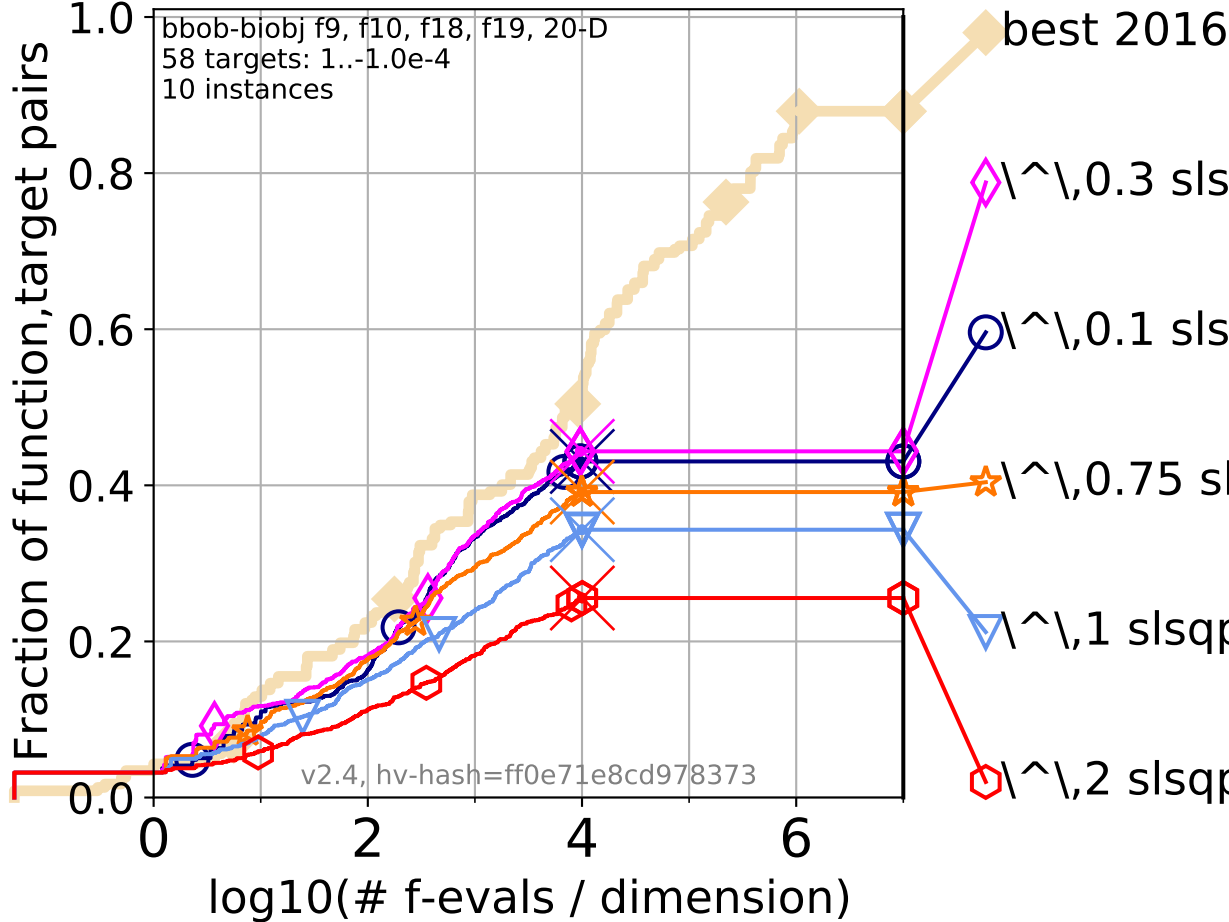 Fraction of function,target pairs
1.0
0.8
0.6
0.4
0.2
0.0
bbob-biobj f9, f10, f18, f19, 20-D
58 targets: 1..-1.0e-4
10 instances
best 2016
\^\,0.3 sls
\^\,0.1 sls
\^\,0.75 sl
\^\,1 slsqp
\^\,2 slsqp
v2.4, hv-hash=ff0e71e8cd978373
0 2 4 6
log10(# f-evals / dimension)